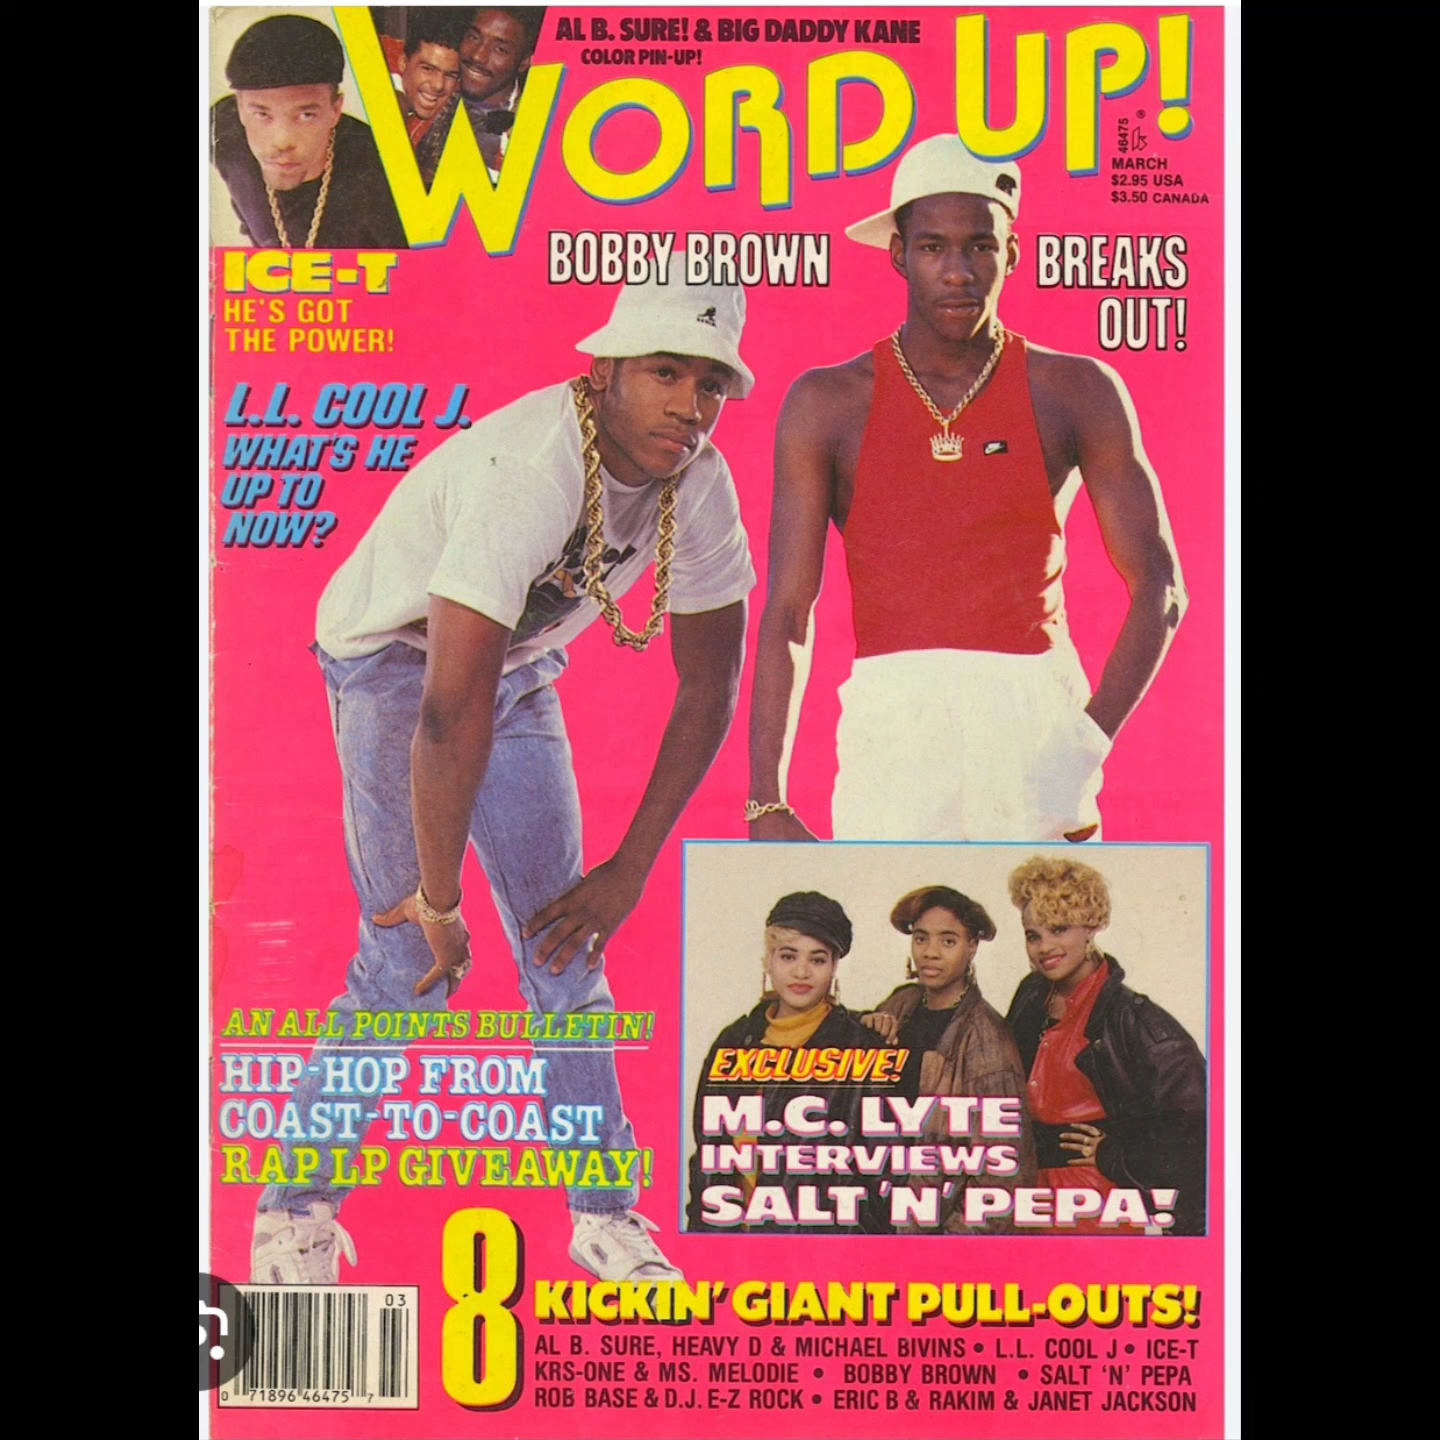 AL B. SURE! & BIG DADDY KANE
COLOR PIN-UP!
WORD UP!
46475
®
MARCH
$2.95 USA
$3.50 CANADA
BOBBY BROWN
BREAKS
OUT!
ICE-T
HE'S GOT
THE POWER!
L.L. COOL J.
WHAT'S HE
UP TO
NOW?
AN ALL POINTS BULLETIN!
HIP-HOP FROM
COAST-TO-COAST
RAP LP GIVEAWAY!
EXCLUSIVE!
M.C. LYTE
INTERVIEWS
SALT 'N' PEPA!
8 KICKIN' GIANT PULL-OUTS!
AL B. SURE, HEAVY D & MICHAEL BIVINS • L.L. COOL J • ICE-T
KRS-ONE & MS. MELODIE • BOBBY BROWN • SALT 'N' PEPA
ROB BASE & D.J. E-Z ROCK • ERIC B & RAKIM & JANET JACKSON
03
0 71896 46475 7